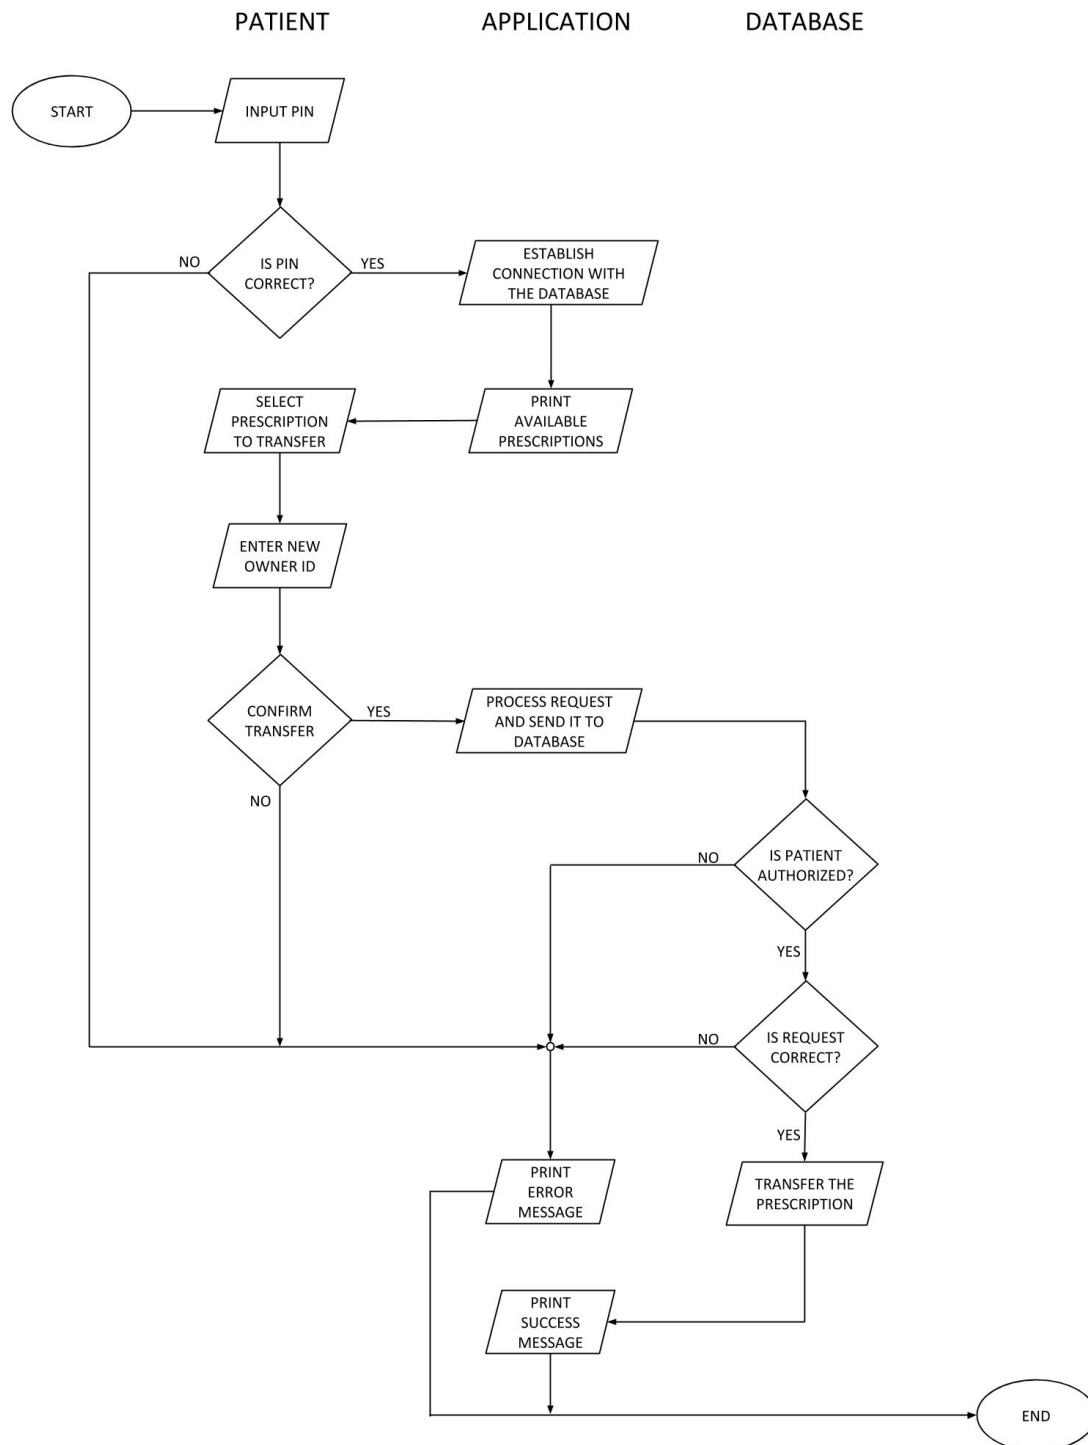 PATIENT
APPLICATION
DATABASE
START
INPUT PIN
NO
IS PIN
CORRECT?
YES
ESTABLISH
CONNECTION WITH
THE DATABASE
SELECT
PRESCRIPTION
TO TRANSFER
PRINT
AVAILABLE
PRESCRIPTIONS
ENTER NEW
OWNER ID
CONFIRM
TRANSFER
YES
PROCESS REQUEST
AND SEND IT TO
DATABASE
NO
NO
IS PATIENT
AUTHORIZED?
YES
NO
IS REQUEST
CORRECT?
YES
PRINT
ERROR
MESSAGE
TRANSFER THE
PRESCRIPTION
PRINT
SUCCESS
MESSAGE
END